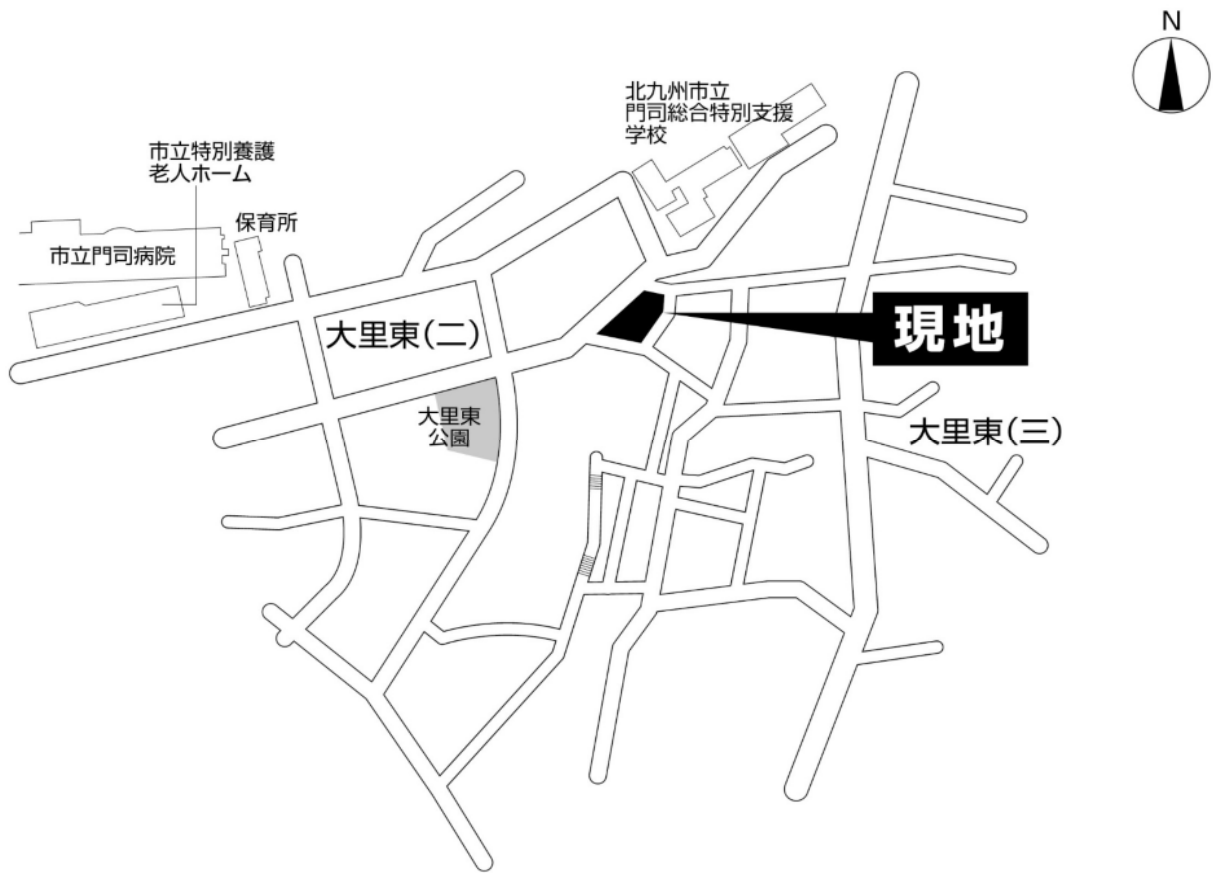 N
北九州市立
門司総合特別支援
学校
市立特別養護
老人ホーム
保育所
市立門司病院
大里東(二)
現地
大里東
公園
大里東(三)